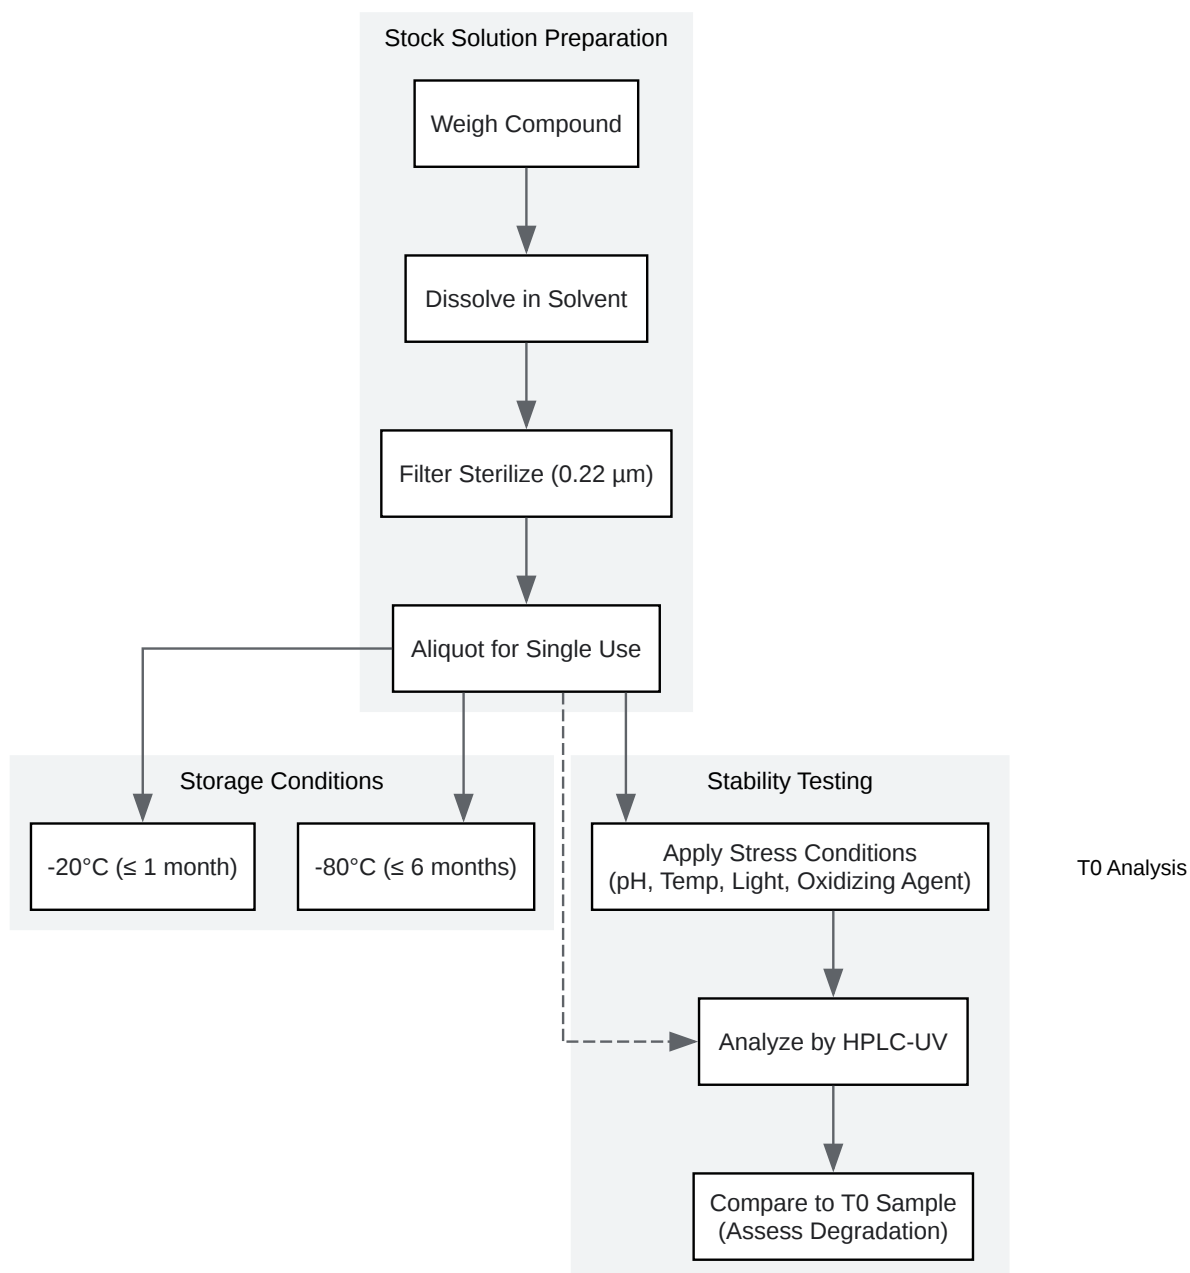 Stock Solution Preparation
Weigh Compound
Dissolve in Solvent
Filter Sterilize (0.22 µm)
Aliquot for Single Use
Storage Conditions
-20°C (≤ 1 month)
-80°C (≤ 6 months)
Stability Testing
Apply Stress Conditions
(pH, Temp, Light, Oxidizing Agent)
T0 Analysis
Analyze by HPLC-UV
Compare to T0 Sample
(Assess Degradation)